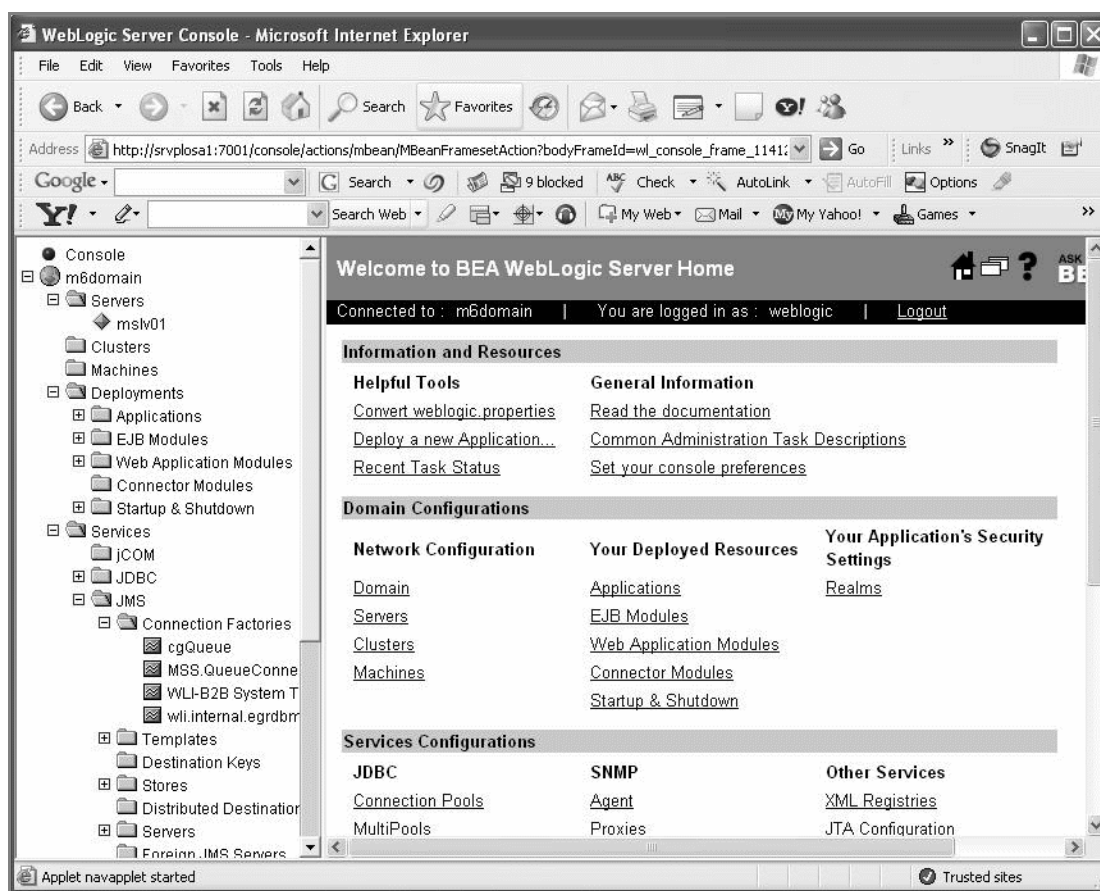 WebLogic Server Console - Microsoft Internet Explorer
File Edit View Favorites Tools Help
Back Search Favorites
Address http://srvplosa1:7001/console/actions/mbean/MBeanFramesetAction?bodyFrameId=wl_console_frame_11412 Go Links » SnagIt
Google Search 9 blocked ABC Check AutoLink AutoFill Options
Y! Search Web My Web Mail My My Yahoo! Games »
Console
m6domain
Servers
mslv01
Clusters
Machines
Deployments
Applications
EJB Modules
Web Application Modules
Connector Modules
Startup & Shutdown
Services
jCOM
JDBC
JMS
Connection Factories
cgQueue
MSS.QueueConne
WLI-B2B System T
wli.internal.egrdbm
Templates
Destination Keys
Stores
Distributed Destination
Servers
Foreign JMS Servers
Welcome to BEA WebLogic Server Home ? ASK BE
Connected to : m6domain | You are logged in as : weblogic | Logout
Information and Resources
Helpful Tools General Information
Convert weblogic.properties Read the documentation
Deploy a new Application... Common Administration Task Descriptions
Recent Task Status Set your console preferences
Domain Configurations
Network Configuration Your Deployed Resources Your Application's Security Settings
Domain Applications Realms
Servers EJB Modules
Clusters Web Application Modules
Machines Connector Modules
Startup & Shutdown
Services Configurations
JDBC SNMP Other Services
Connection Pools Agent XML Registries
MultiPools Proxies JTA Configuration
Applet navapplet started Trusted sites